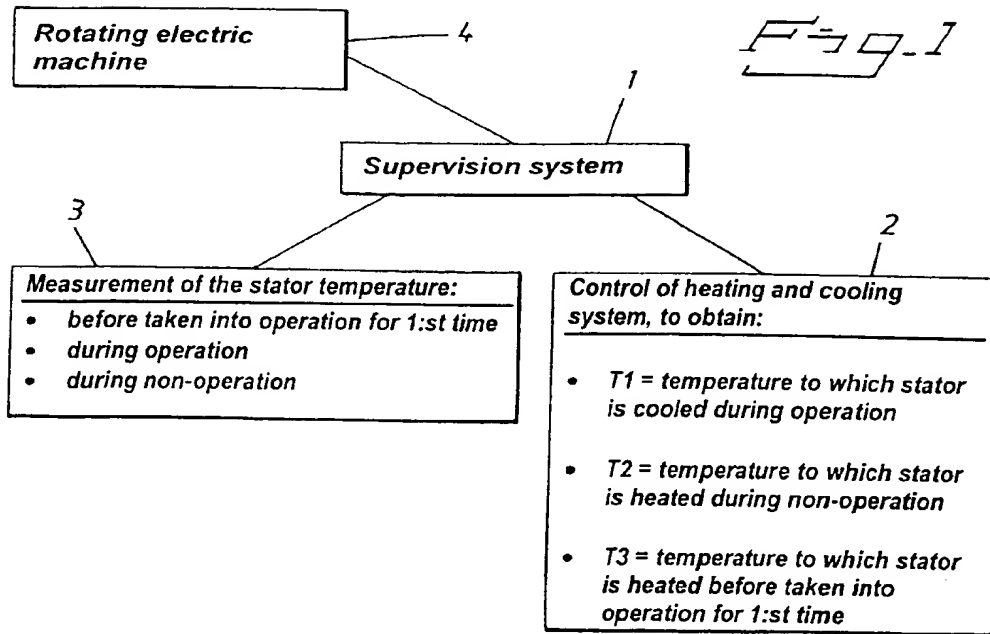 Rotating electric
machine
4
Fig. 1
1
Supervision system
3
Measurement of the stator temperature:
• before taken into operation for 1:st time
• during operation
• during non-operation
2
Control of heating and cooling
system, to obtain:
• T1 = temperature to which stator
is cooled during operation
• T2 = temperature to which stator
is heated during non-operation
• T3 = temperature to which stator
is heated before taken into
operation for 1:st time